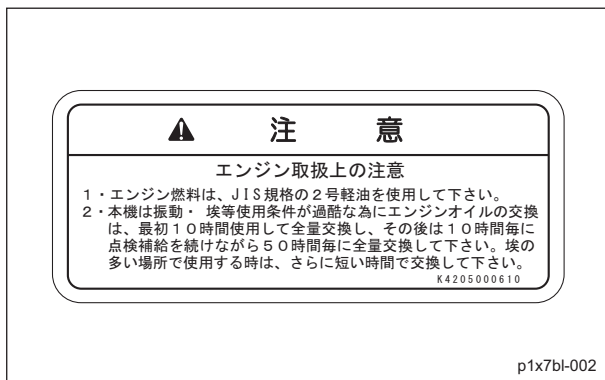 注 意
エンジン取扱上の注意
1・エンジン燃料は、JIS規格の2号軽油を使用して下さい。
2・本機は振動・ 埃等使用条件が過酷な為にエンジンオイルの交換
は、最初10時間使用して全量交換し、その後は10時間毎に
点検補給を続けながら50時間毎に全量交換して下さい。埃の
多い場所で使用する時は、さらに短い時間で交換して下さい。
K4205000610
p1x7bl-002